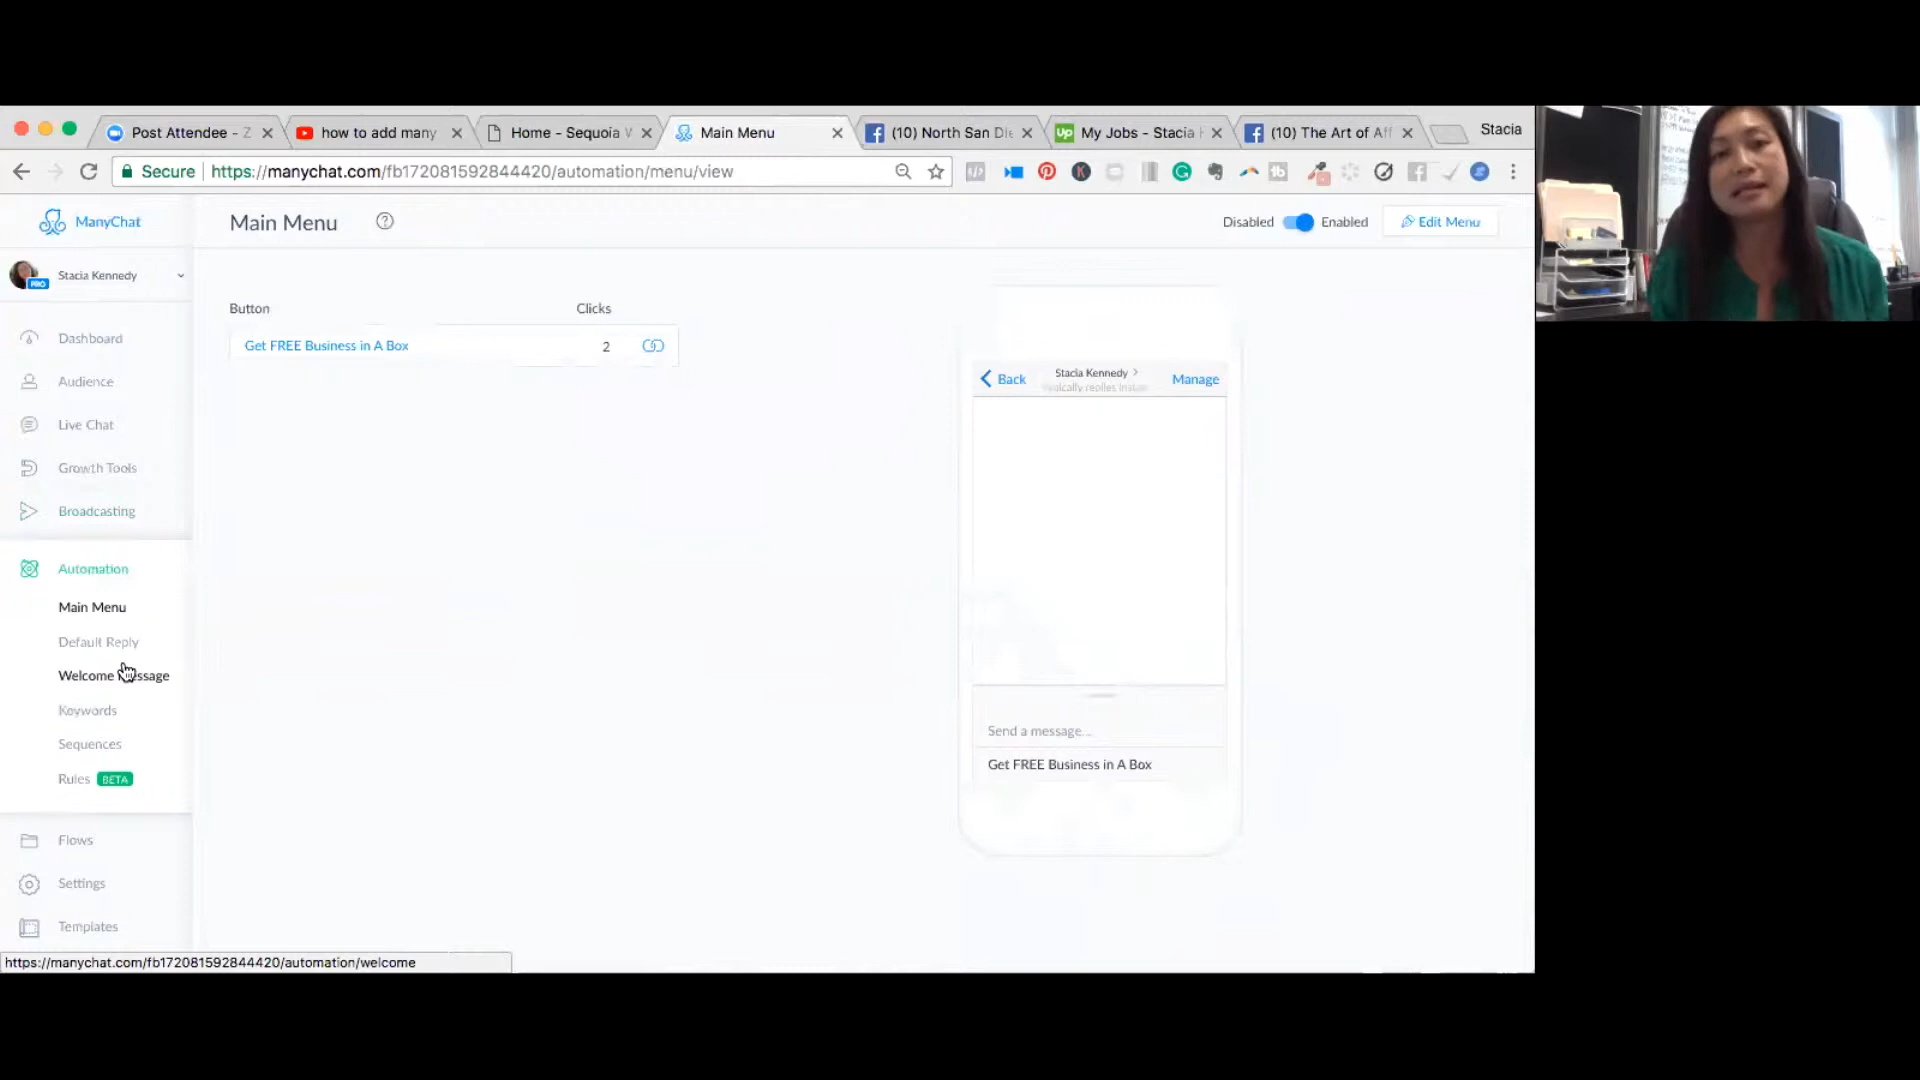 Post Attendee - Z
how to add many
Home - Sequoia
Main Menu
(10) North San Die
My Jobs - Stacia
(10) The Art of Aff
Stacia
Secure https://manychat.com/fb172081592844420/automation/menu/view
ManyChat
Main Menu
Disabled Enabled Edit Menu
PRO
Stacia Kennedy
Button Clicks
Get FREE Business in A Box 2
Dashboard
Audience
Live Chat
Growth Tools
Broadcasting
Automation
Main Menu
Default Reply
Welcome Message
Keywords
Sequences
Rules BETA
Flows
Settings
Templates
Back Stacia Kennedy Manage
Send a message...
Get FREE Business in A Box
https://manychat.com/fb172081592844420/automation/welcome